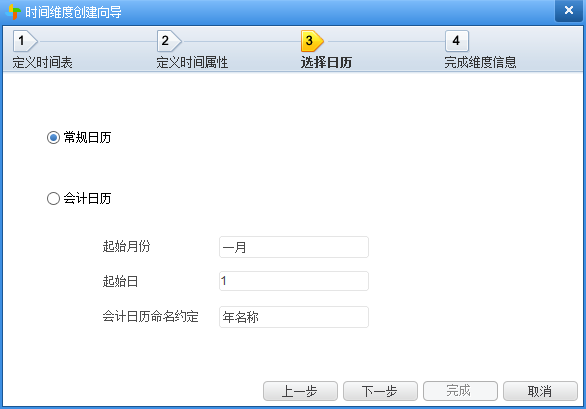 时间维度创建向导
1 2 3 4
定义时间表 定义时间属性 选择日历 完成维度信息
常规日历
会计日历
起始月份 一月
起始日 1
会计日历命名约定 年名称
上一步 下一步 完成 取消